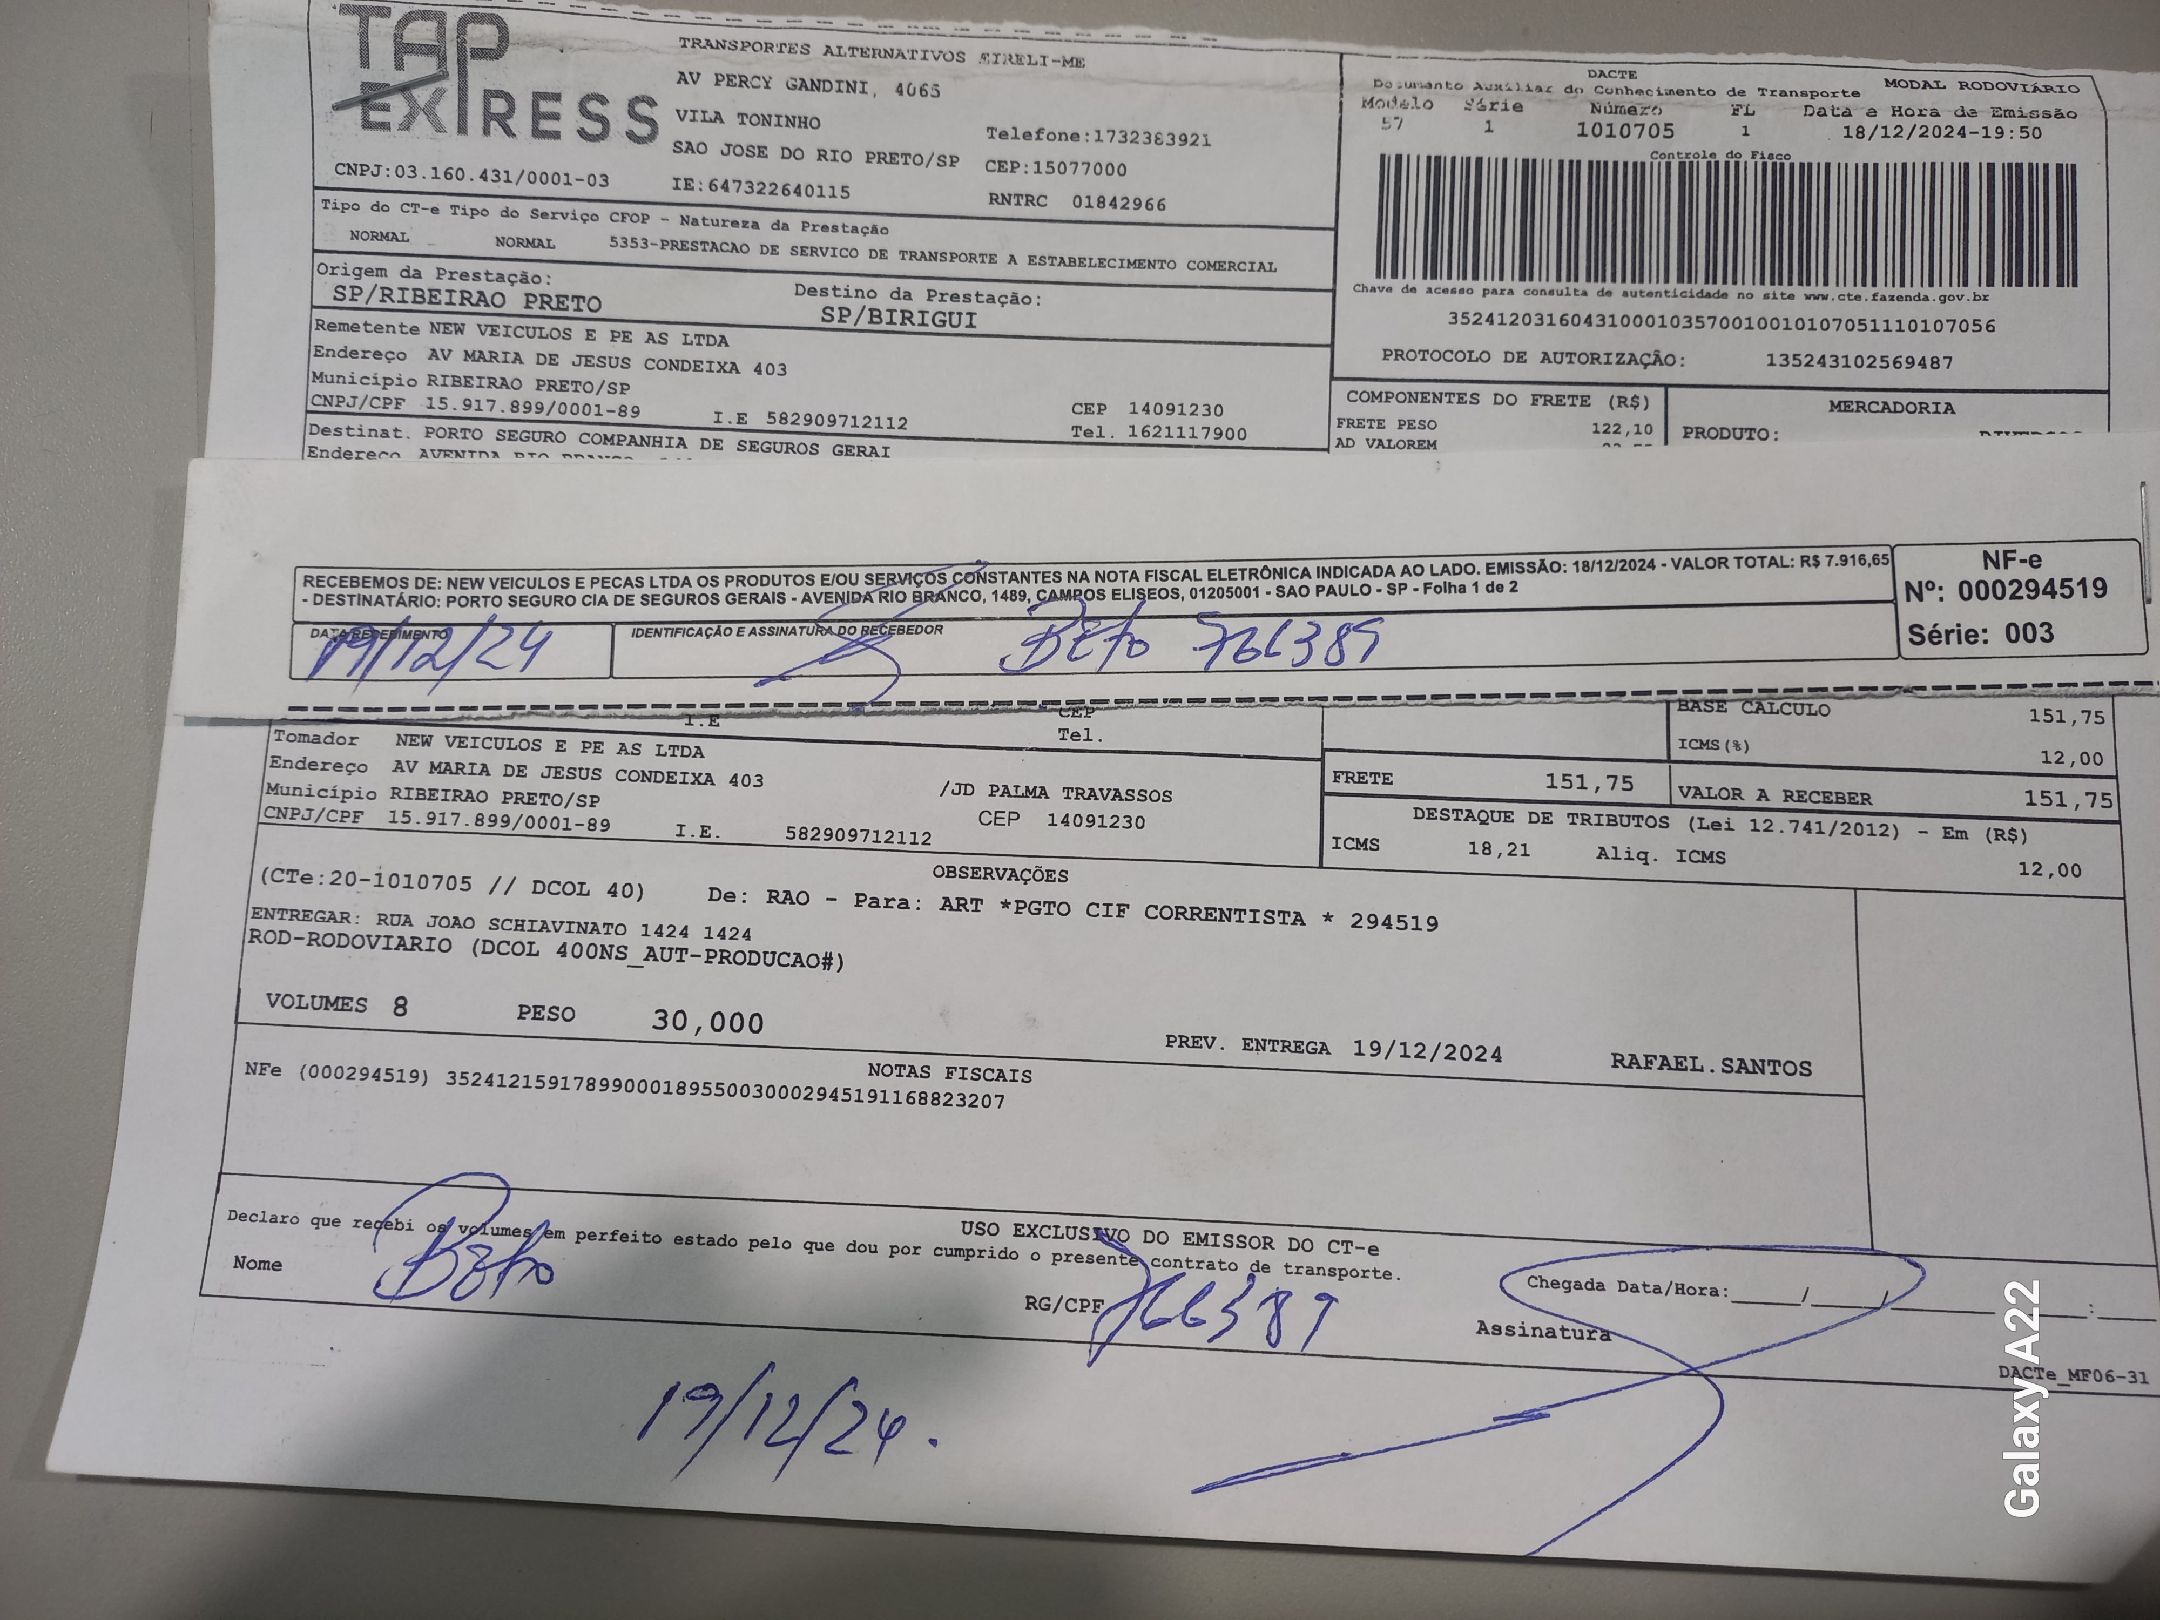 TAP
EXPRESS
TRANSPORTES ALTERNATIVOS EIRELI-ME
AV PERCY GANDINI, 4065
VILA TONINHO
Telefone:1732383921
SAO JOSE DO RIO PRETO/SP
CEP:15077000
CNPJ:03.160.431/0001-03
IE:647322640115
RNTRC 01842966
DACTE
Documento Auxiliar do Conhecimento de Transporte
MODAL RODOVIÁRIO
Modelo Série Número FL Data e Hora de Emissão
57 1 1010705 1 18/12/2024-19:50
Controle do Fisco
Chave de acesso para consulta de autenticidade no site www.cte.fazenda.gov.br
35241203160431000103570010010107051110107056
PROTOCOLO DE AUTORIZAÇÃO: 135243102569487
Tipo do CT-e Tipo do Serviço CFOP - Natureza da Prestação
NORMAL NORMAL 5353-PRESTACAO DE SERVICO DE TRANSPORTE A ESTABELECIMENTO COMERCIAL
Origem da Prestação:
SP/RIBEIRAO PRETO
Destino da Prestação:
SP/BIRIGUI
Remetente NEW VEICULOS E PE AS LTDA
Endereço AV MARIA DE JESUS CONDEIXA 403
Município RIBEIRAO PRETO/SP
CNPJ/CPF 15.917.899/0001-89 I.E 582909712112
CEP 14091230
Tel. 1621117900
Destinat. PORTO SEGURO COMPANHIA DE SEGUROS GERAI
Endereço AVENIDA RIO BRANCO
COMPONENTES DO FRETE (R$)
FRETE PESO 122,10
AD VALOREM
MERCADORIA
PRODUTO:
RECEBEMOS DE: NEW VEICULOS E PECAS LTDA OS PRODUTOS E/OU SERVIÇOS CONSTANTES NA NOTA FISCAL ELETRÔNICA INDICADA AO LADO. EMISSÃO: 18/12/2024 - VALOR TOTAL: R$ 7.916,65
- DESTINATÁRIO: PORTO SEGURO CIA DE SEGUROS GERAIS - AVENIDA RIO BRANCO, 1489, CAMPOS ELISEOS, 01205001 - SAO PAULO - SP - Folha 1 de 2
NF-e
Nº: 000294519
Série: 003
DATA RECEBIMENTO
19/12/24
IDENTIFICAÇÃO E ASSINATURA DO RECEBEDOR
Beto 766389
I.E
CEP
Tel.
Tomador NEW VEICULOS E PE AS LTDA
Endereço AV MARIA DE JESUS CONDEIXA 403 /JD PALMA TRAVASSOS
Município RIBEIRAO PRETO/SP CEP 14091230
CNPJ/CPF 15.917.899/0001-89 I.E. 582909712112
BASE CALCULO 151,75
ICMS(%) 12,00
FRETE 151,75
VALOR A RECEBER 151,75
DESTAQUE DE TRIBUTOS (Lei 12.741/2012) - Em (R$)
ICMS 18,21 Aliq. ICMS 12,00
OBSERVAÇÕES
(CTe:20-1010705 // DCOL 40) De: RAO - Para: ART *PGTO CIF CORRENTISTA * 294519
ENTREGAR: RUA JOAO SCHIAVINATO 1424 1424
ROD-RODOVIARIO (DCOL 400NS_AUT-PRODUCAO#)
VOLUMES 8 PESO 30,000
PREV. ENTREGA 19/12/2024 RAFAEL.SANTOS
NOTAS FISCAIS
NFe (000294519) 35241215917899000189550030002945191168823207
USO EXCLUSIVO DO EMISSOR DO CT-e
Declaro que recebi os volumes em perfeito estado pelo que dou por cumprido o presente contrato de transporte.
Nome Beto
RG/CPF 766389
Chegada Data/Hora:____/____/______ ____:____
Assinatura
DACTe_MF06-31
19/12/24.
Galaxy A22